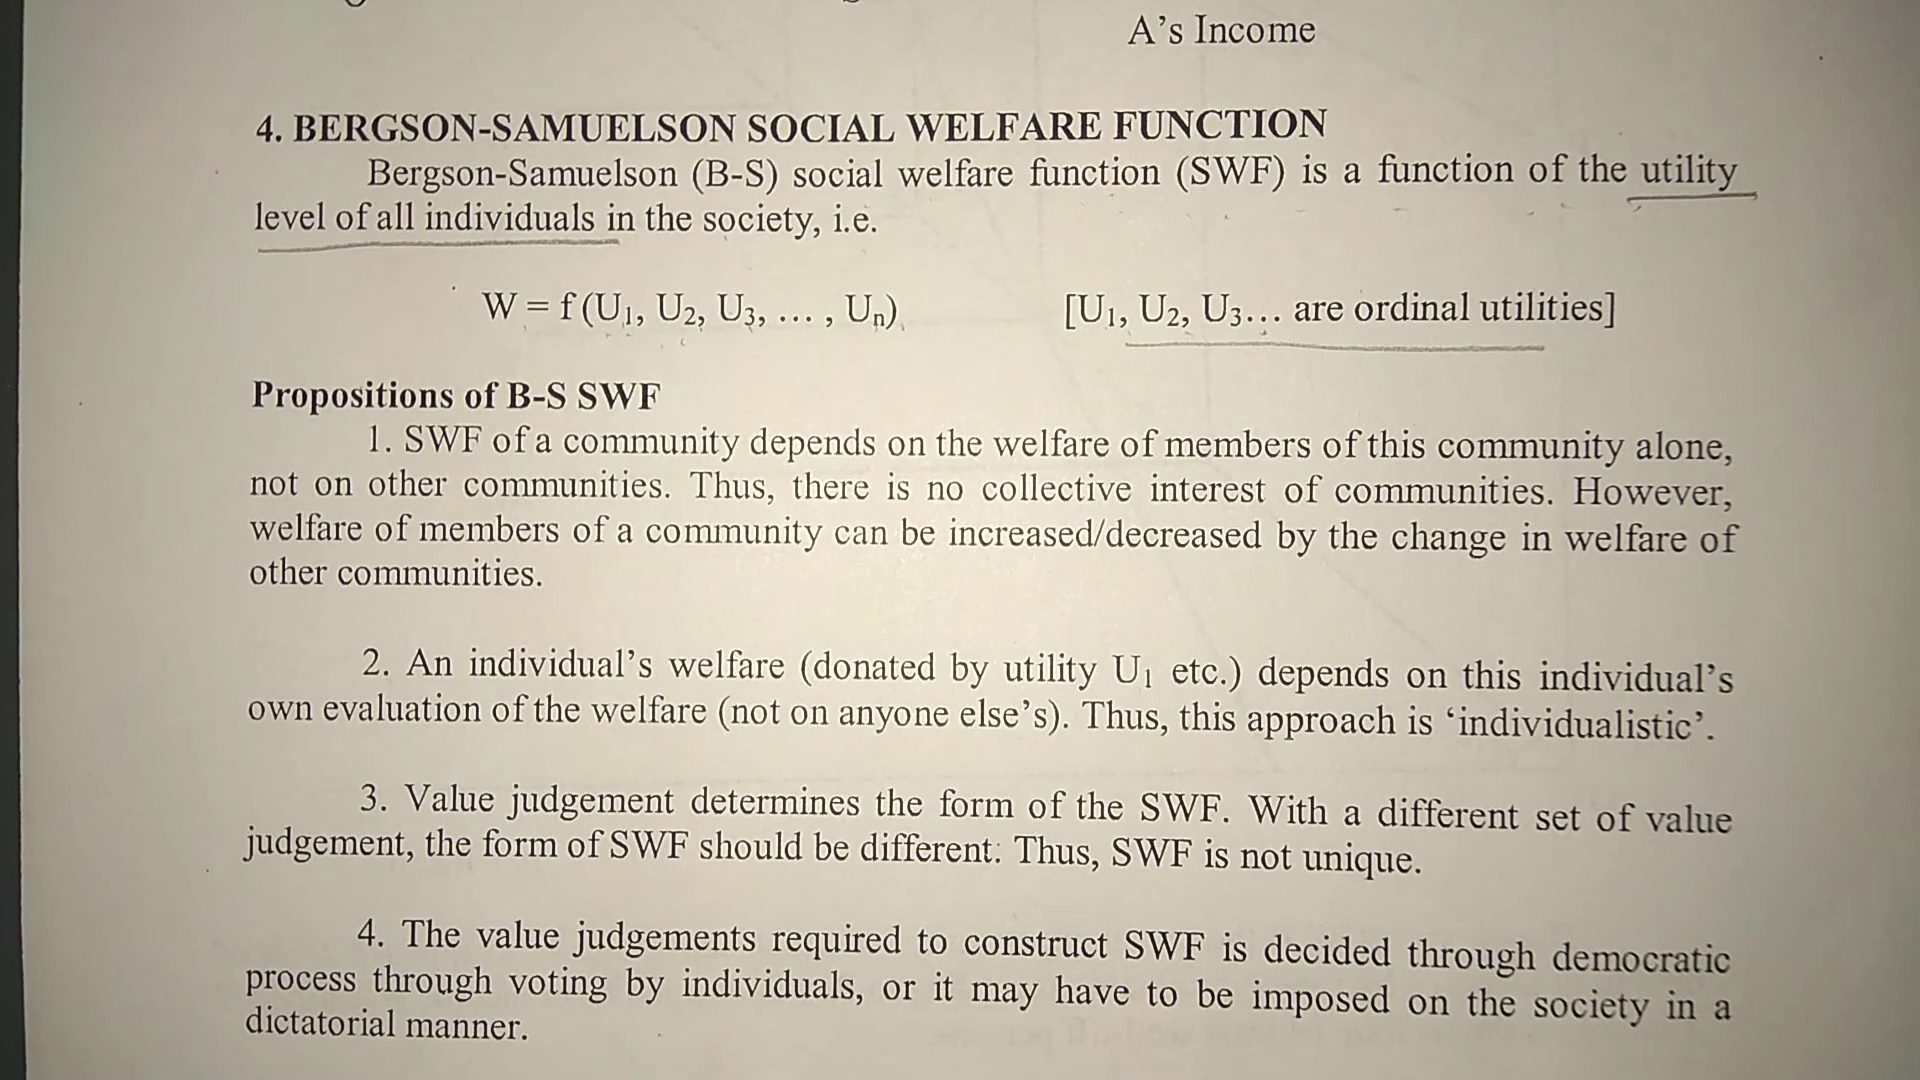 A's Income
4. BERGSON-SAMUELSON SOCIAL WELFARE FUNCTION
Bergson-Samuelson (B-S) social welfare function (SWF) is a function of the utility
level of all individuals in the society, i.e.
W = f (U1, U2, U3, ... , Un) [U1, U2, U3... are ordinal utilities]
Propositions of B-S SWF
1. SWF of a community depends on the welfare of members of this community alone,
not on other communities. Thus, there is no collective interest of communities. However,
welfare of members of a community can be increased/decreased by the change in welfare of
other communities.
2. An individual's welfare (donated by utility U1 etc.) depends on this individual's
own evaluation of the welfare (not on anyone else's). Thus, this approach is 'individualistic'.
3. Value judgement determines the form of the SWF. With a different set of value
judgement, the form of SWF should be different. Thus, SWF is not unique.
4. The value judgements required to construct SWF is decided through democratic
process through voting by individuals, or it may have to be imposed on the society in a
dictatorial manner.